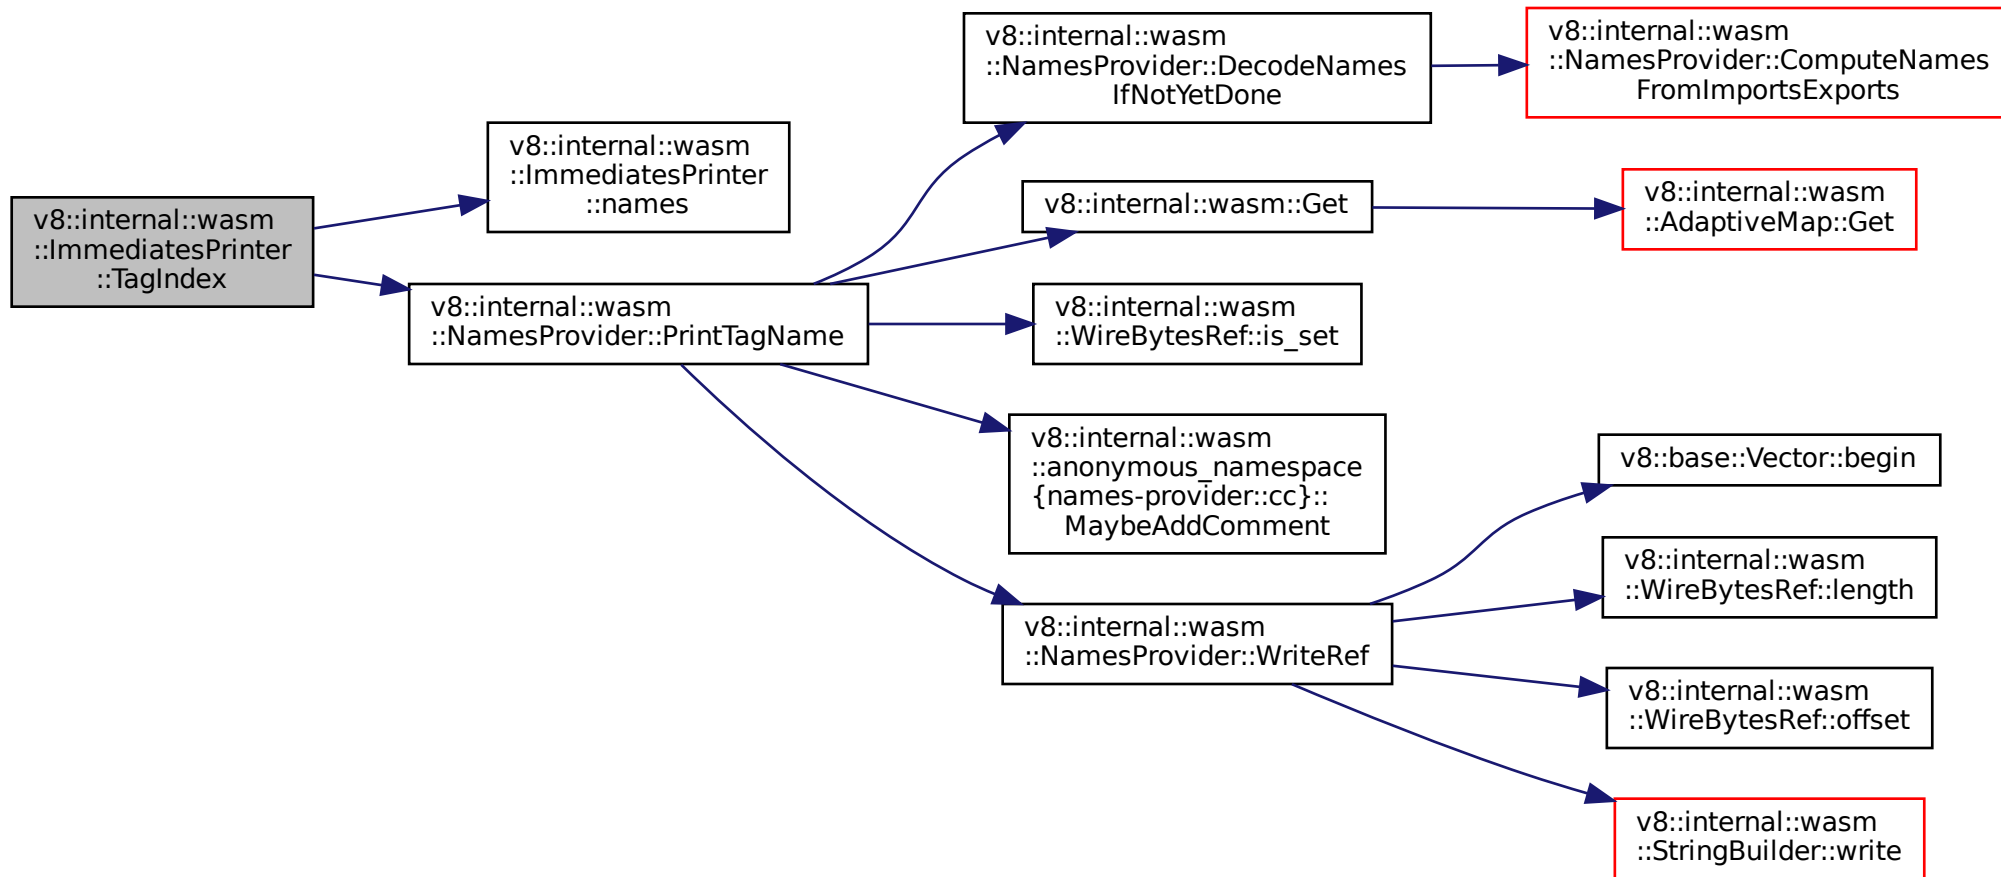 v8::internal::wasm
::ImmediatesPrinter
::TagIndex
v8::internal::wasm
::ImmediatesPrinter
::names
v8::internal::wasm
::NamesProvider::PrintTagName
v8::internal::wasm
::NamesProvider::DecodeNames
IfNotYetDone
v8::internal::wasm
::NamesProvider::ComputeNames
FromImportsExports
v8::internal::wasm::Get
v8::internal::wasm
::AdaptiveMap::Get
v8::internal::wasm
::WireBytesRef::is_set
v8::internal::wasm
::anonymous_namespace
{names-provider::cc}::
MaybeAddComment
v8::internal::wasm
::NamesProvider::WriteRef
v8::base::Vector::begin
v8::internal::wasm
::WireBytesRef::length
v8::internal::wasm
::WireBytesRef::offset
v8::internal::wasm
::StringBuilder::write